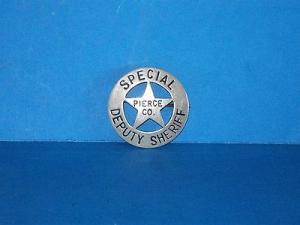 SPECIAL
PIERCE
CO.
DEPUTY SHERIFF